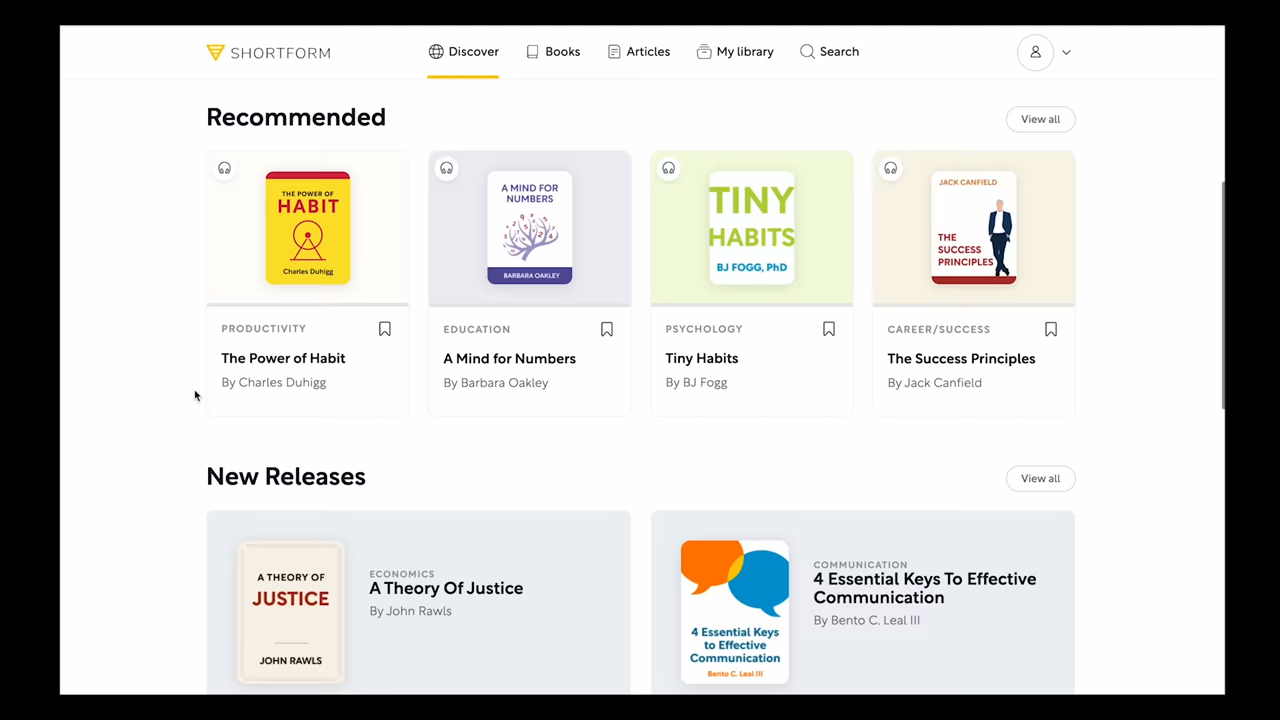 SHORTFORM
Discover
Books
Articles
My library
Search
Recommended
View all
THE POWER OF
HABIT
Charles Duhigg
A MIND FOR
NUMBERS
BARBARA OAKLEY
TINY
HABITS
BJ FOGG, PhD
JACK CANFIELD
THE
SUCCESS
PRINCIPLES
PRODUCTIVITY
The Power of Habit
By Charles Duhigg
EDUCATION
A Mind for Numbers
By Barbara Oakley
PSYCHOLOGY
Tiny Habits
By BJ Fogg
CAREER/SUCCESS
The Success Principles
By Jack Canfield
New Releases
View all
A THEORY OF
JUSTICE
JOHN RAWLS
ECONOMICS
A Theory Of Justice
By John Rawls
4 Essential Keys
to Effective
Communication
Bento C. Leal III
COMMUNICATION
4 Essential Keys To Effective
Communication
By Bento C. Leal III